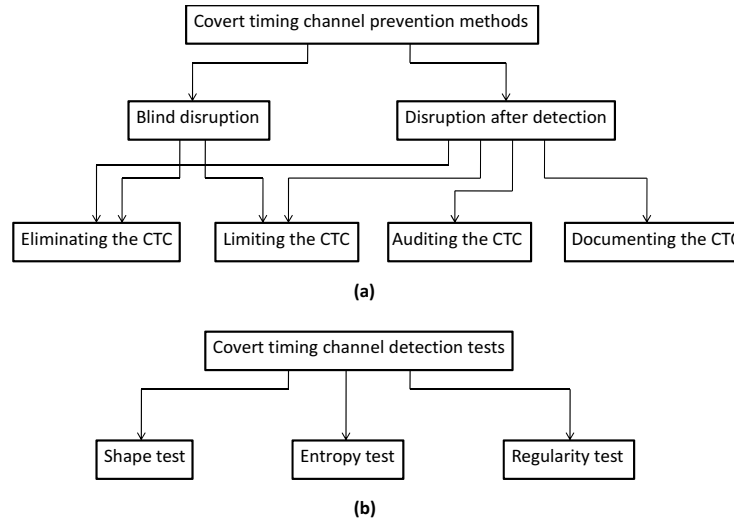 Covert timing channel prevention methods
Blind disruption
Disruption after detection
Eliminating the CTC
Limiting the CTC
Auditing the CTC
Documenting the CTC
(a)
Covert timing channel detection tests
Shape test
Entropy test
Regularity test
(b)